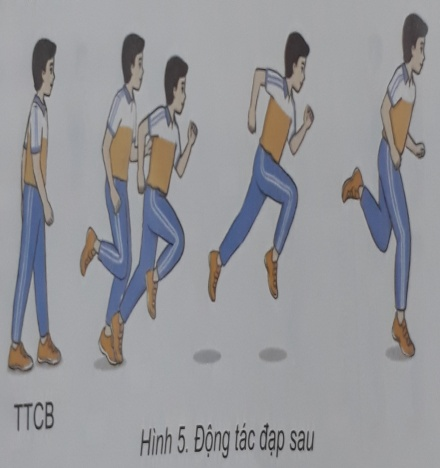 TTCB
Hình 5. Động tác đạp sau